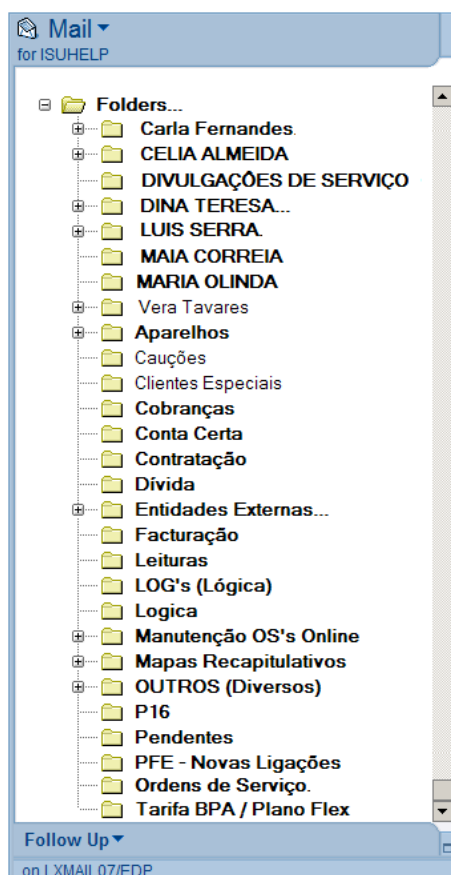 Mail
for ISUHELP
Folders...
Carla Fernandes.
CELIA ALMEIDA
DIVULGAÇÕES DE SERVIÇO
DINA TERESA...
LUIS SERRA.
MAIA CORREIA
MARIA OLINDA
Vera Tavares
Aparelhos
Cauções
Clientes Especiais
Cobranças
Conta Certa
Contratação
Dívida
Entidades Externas...
Facturação
Leituras
LOG's (Lógica)
Logica
Manutenção OS's Online
Mapas Recapitulativos
OUTROS (Diversos)
P16
Pendentes
PFE - Novas Ligações
Ordens de Serviço.
Tarifa BPA / Plano Flex
Follow Up
on LXMAIL07/EDP